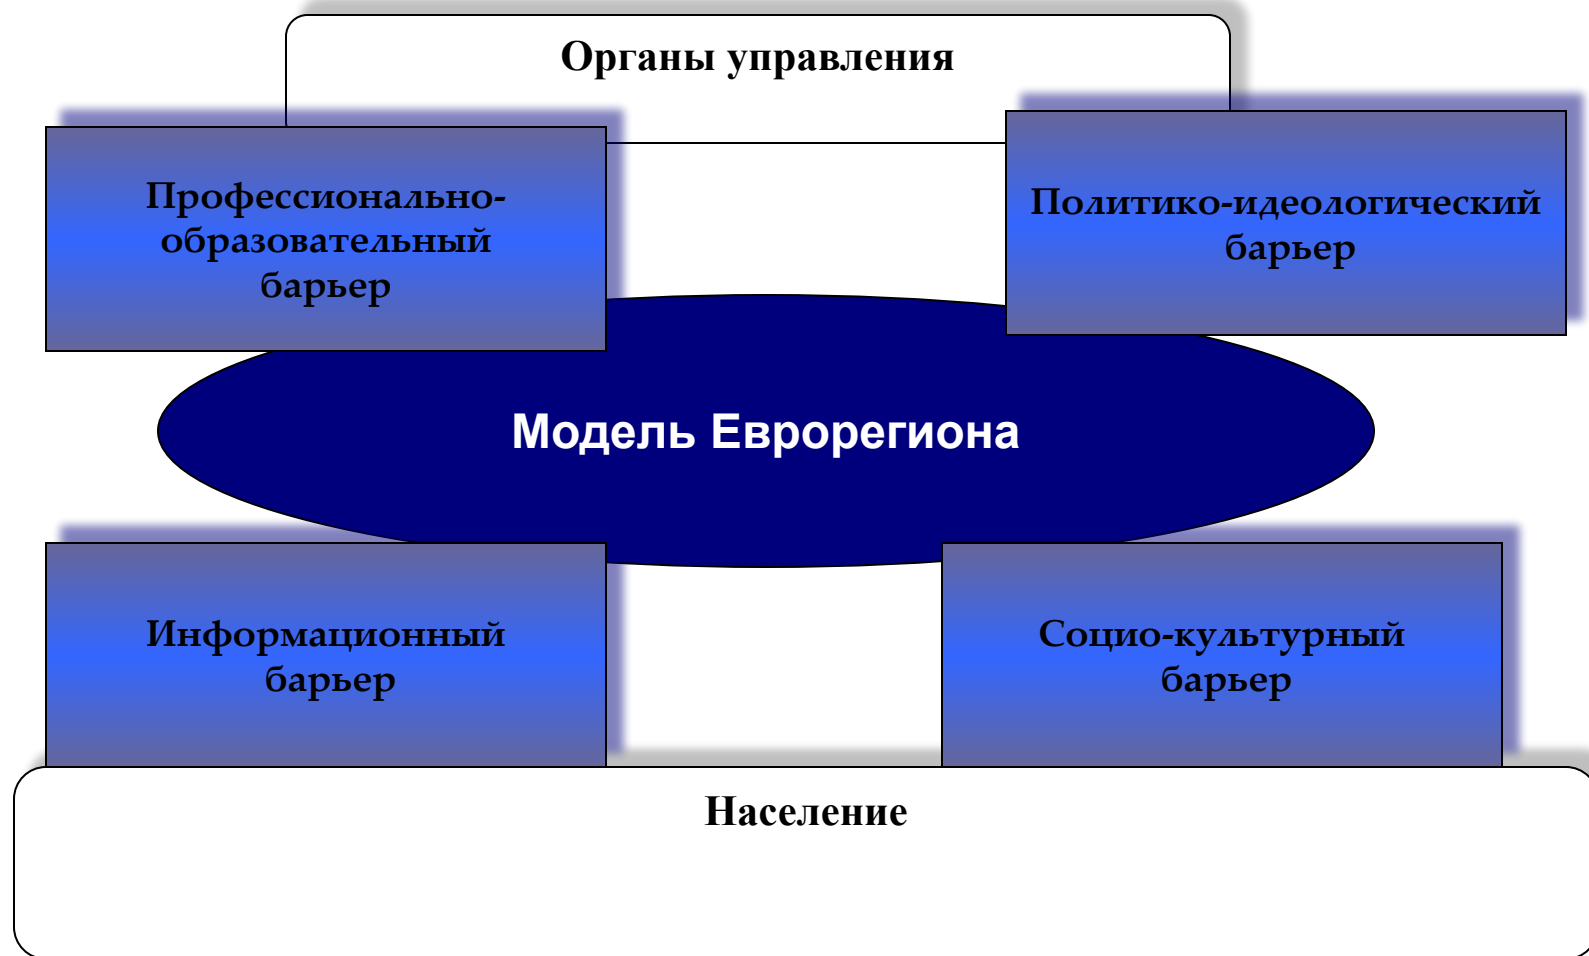 Органы управления
Профессионально-
образовательный
барьер
Политико-идеологический
барьер
Модель Еврорегиона
Информационный
барьер
Социо-культурный
барьер
Население